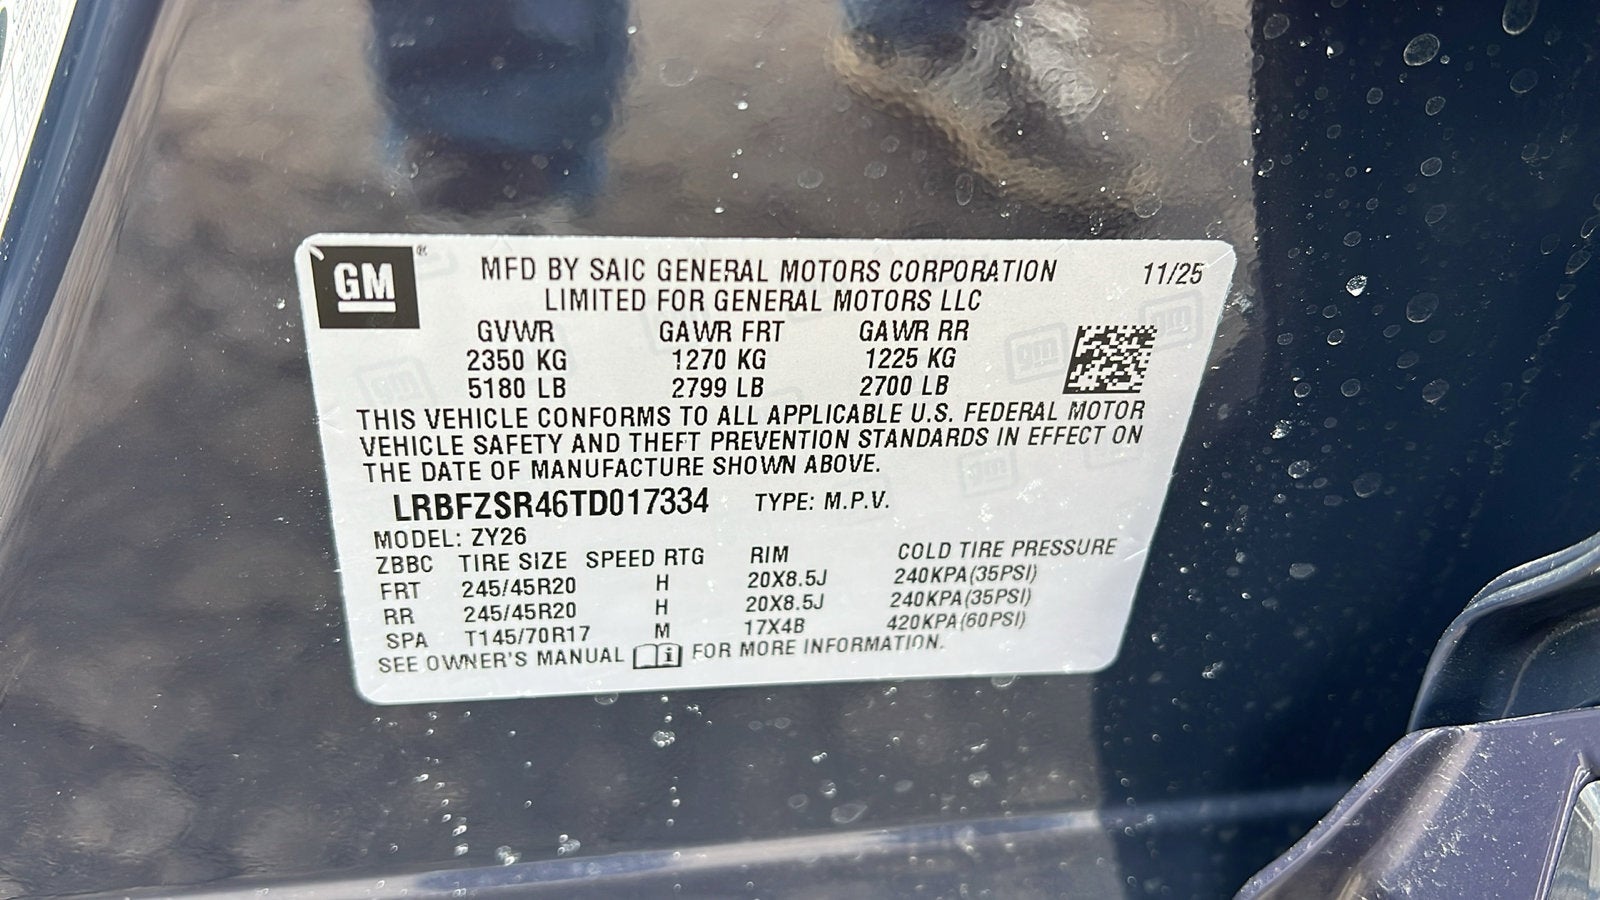 GM ®
MFD BY SAIC GENERAL MOTORS CORPORATION 11/25
LIMITED FOR GENERAL MOTORS LLC
GVWR GAWR FRT GAWR RR
2350 KG 1270 KG 1225 KG
5180 LB 2799 LB 2700 LB
THIS VEHICLE CONFORMS TO ALL APPLICABLE U.S. FEDERAL MOTOR
VEHICLE SAFETY AND THEFT PREVENTION STANDARDS IN EFFECT ON
THE DATE OF MANUFACTURE SHOWN ABOVE.
LRBFZSR46TD017334 TYPE: M.P.V.
MODEL: ZY26
ZBBC TIRE SIZE SPEED RTG RIM COLD TIRE PRESSURE
FRT 245/45R20 H 20X8.5J 240KPA(35PSI)
RR 245/45R20 H 20X8.5J 240KPA(35PSI)
SPA T145/70R17 M 17X4B 420KPA(60PSI)
SEE OWNER'S MANUAL i FOR MORE INFORMATION.